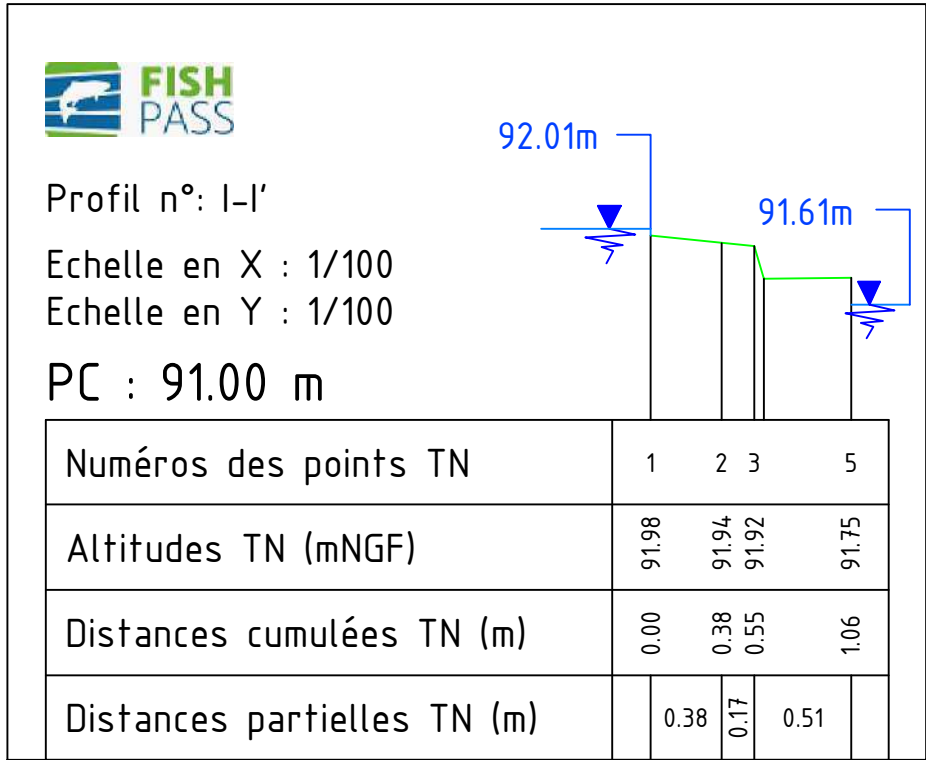 FISH
PASS
92.01m
Profil n°: I-I'
91.61m
Echelle en X : 1/100
Echelle en Y : 1/100
PC : 91.00 m
Numéros des points TN 1 2 3 5
Altitudes TN (mNGF) 91.98 91.94 91.92 91.75
Distances cumulées TN (m) 0.00 0.38 0.55 1.06
Distances partielles TN (m) 0.38 0.17 0.51